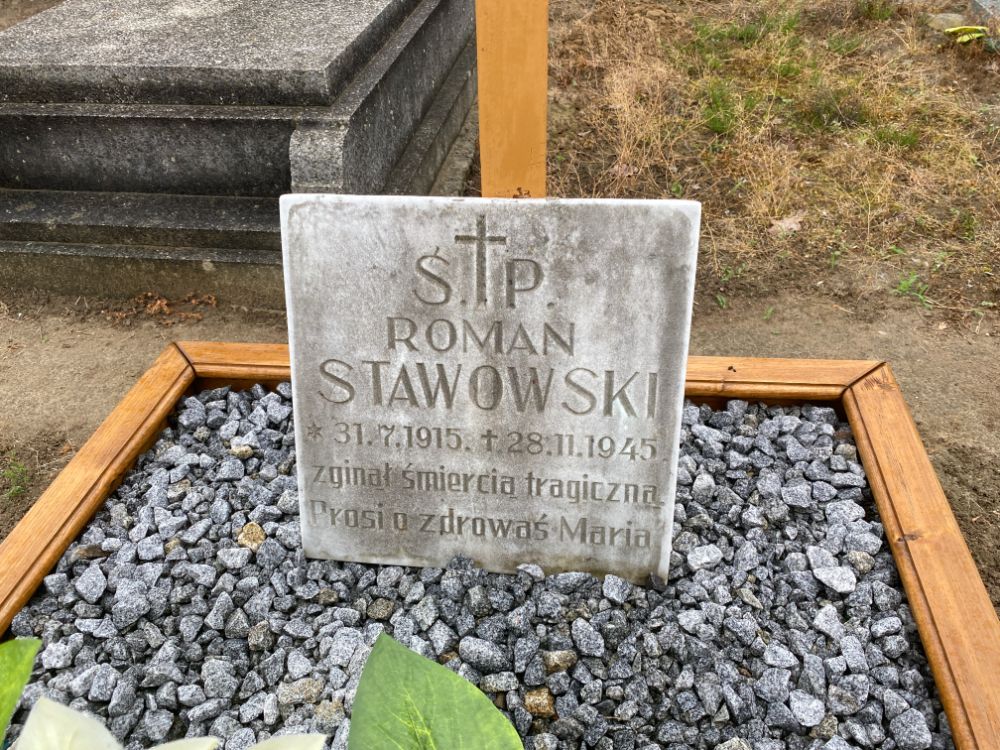 Ś.†P.
ROMAN
STAWOWSKI
* 31.7.1915. † 28.11.1945
zginął śmiercią tragiczną.
Prosi o zdrowaś Maria